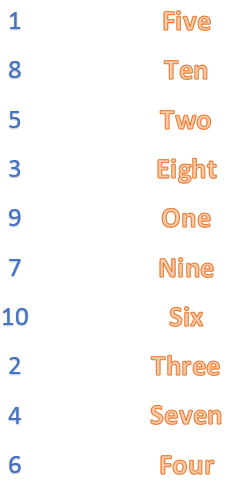 1 Five
8 Ten
5 Two
3 Eight
9 One
7 Nine
10 Six
2 Three
4 Seven
6 Four